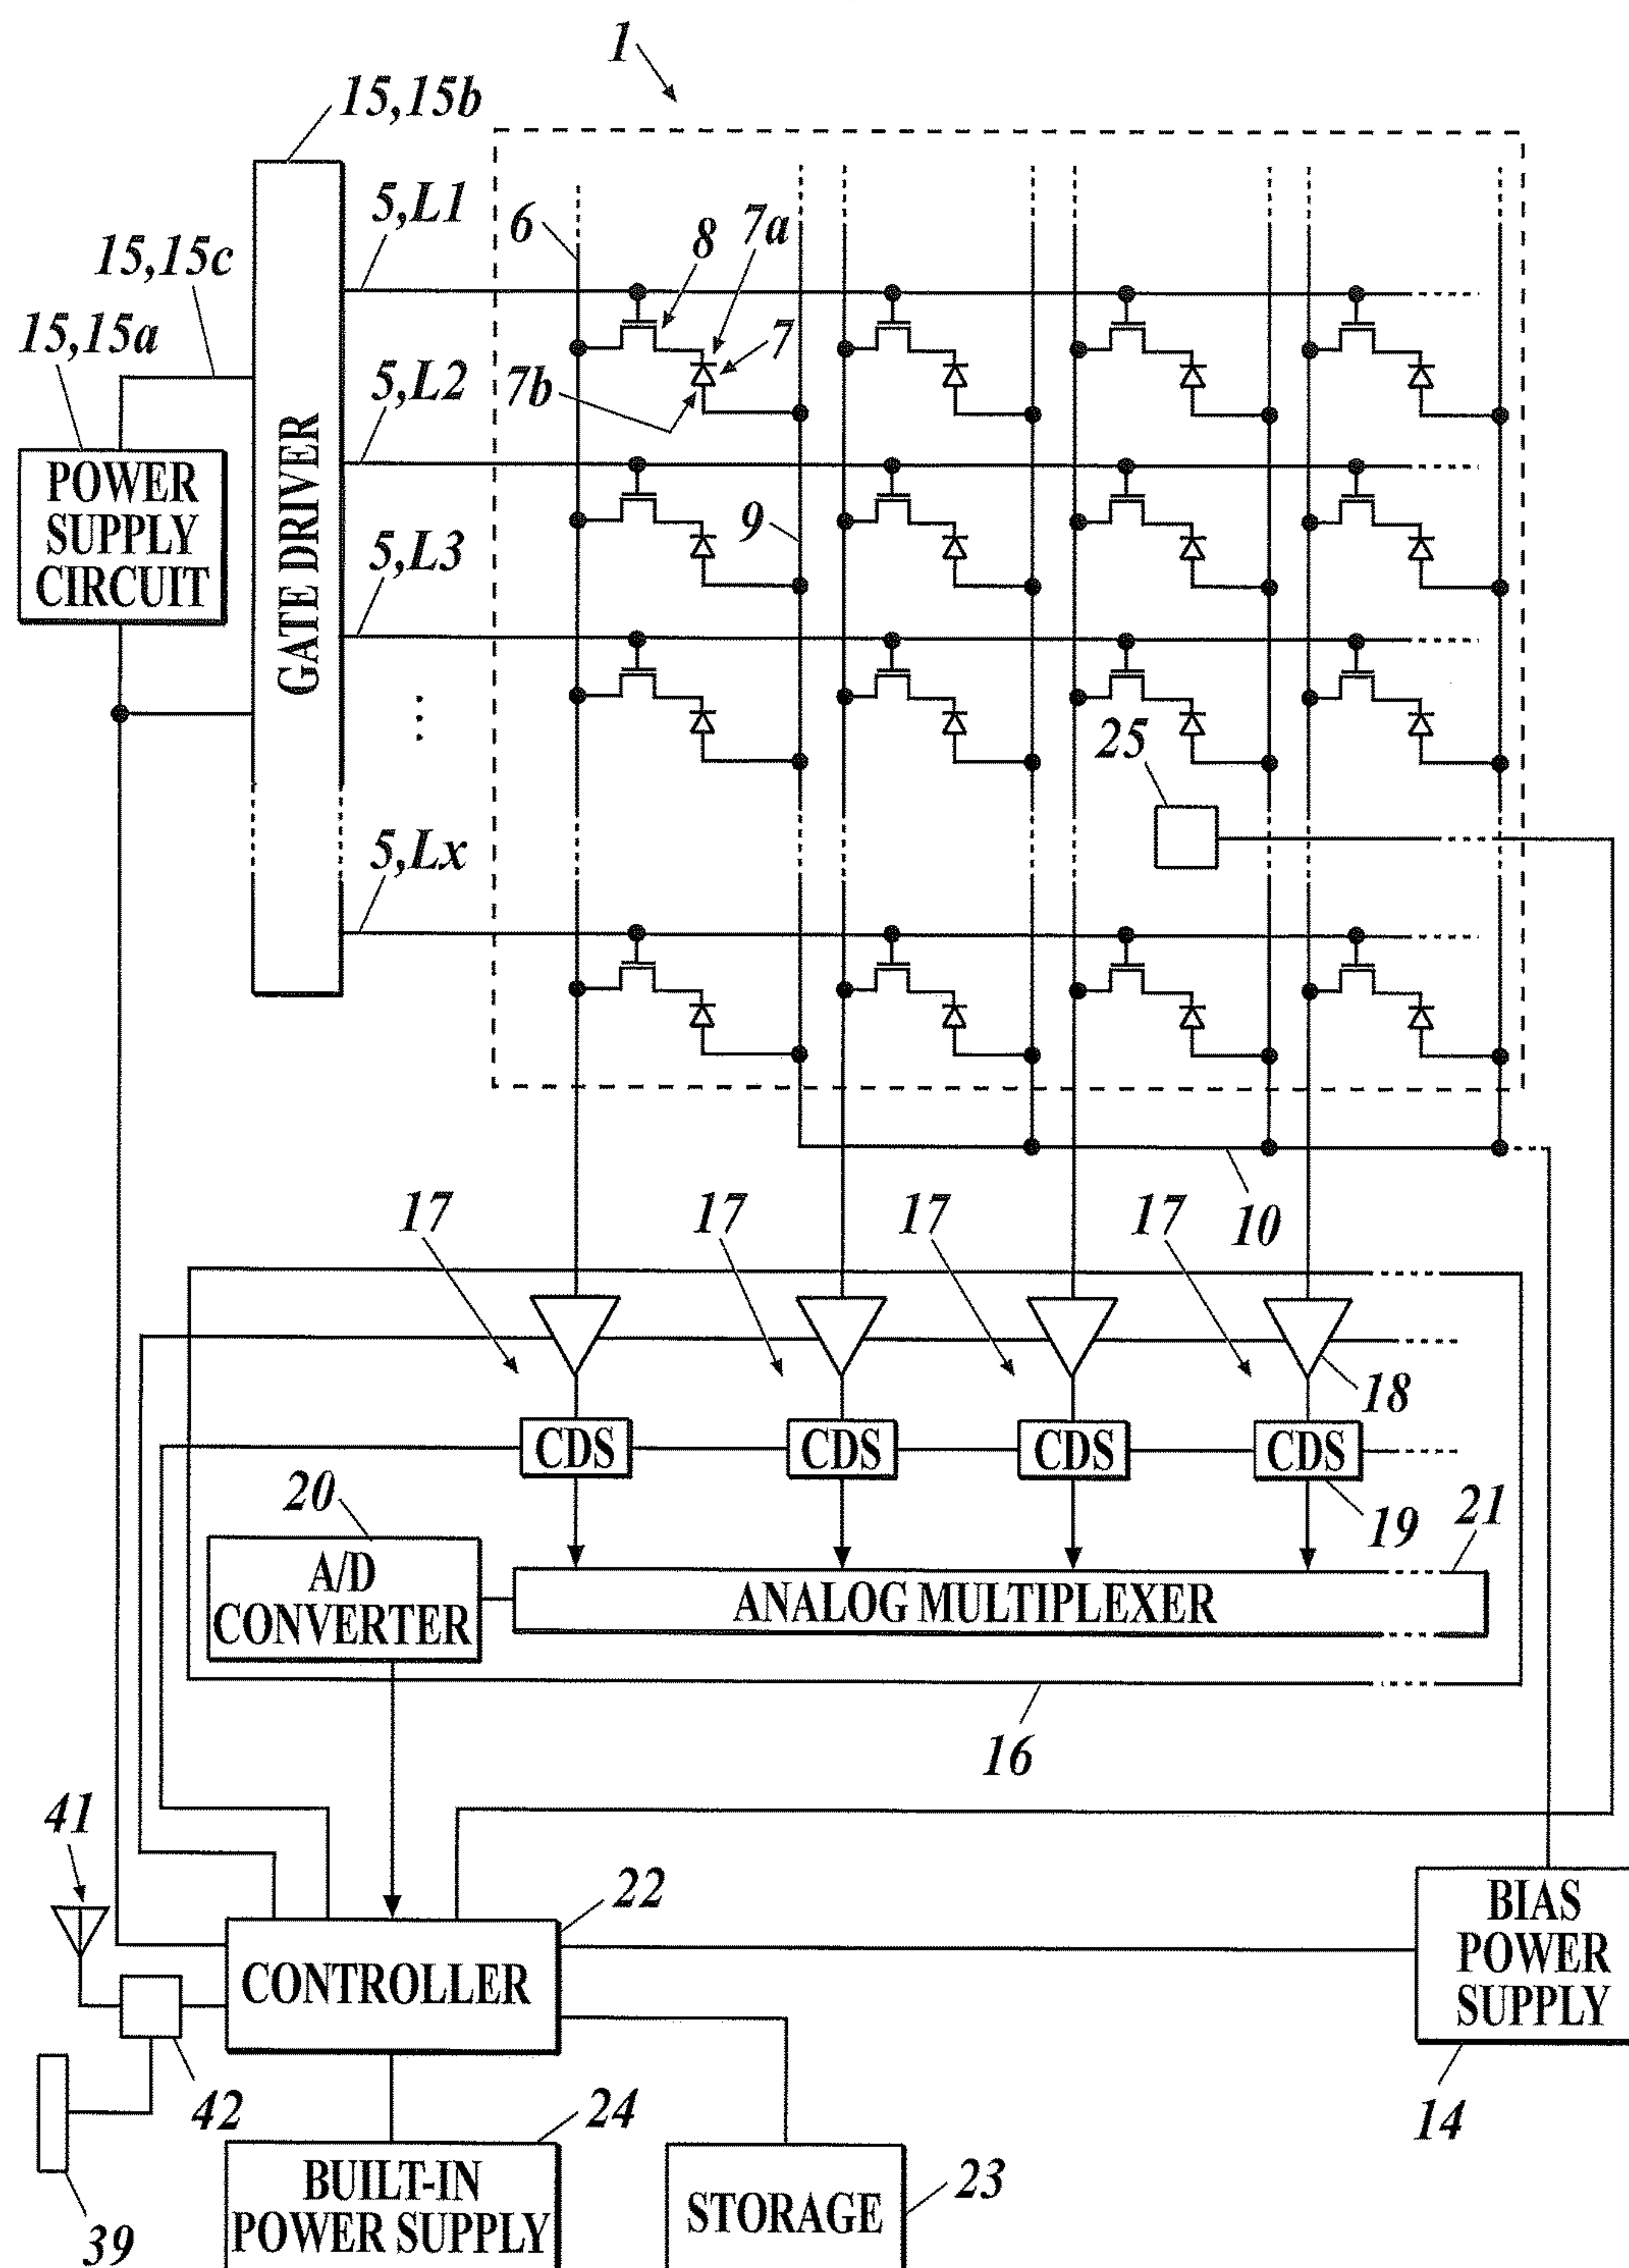 1
15,15b
5,L1
6
8
7a
15,15c
7
15,15a
5,L2
7b
POWER
SUPPLY
CIRCUIT
GATE DRIVER
9
5,L3
25
5,Lx
17
17
17
17
10
18
CDS
CDS
CDS
CDS
20
19
21
A/D
CONVERTER
ANALOG MULTIPLEXER
16
41
22
BIAS
POWER
SUPPLY
CONTROLLER
42
24
14
BUILT-IN
POWER SUPPLY
STORAGE
23
39